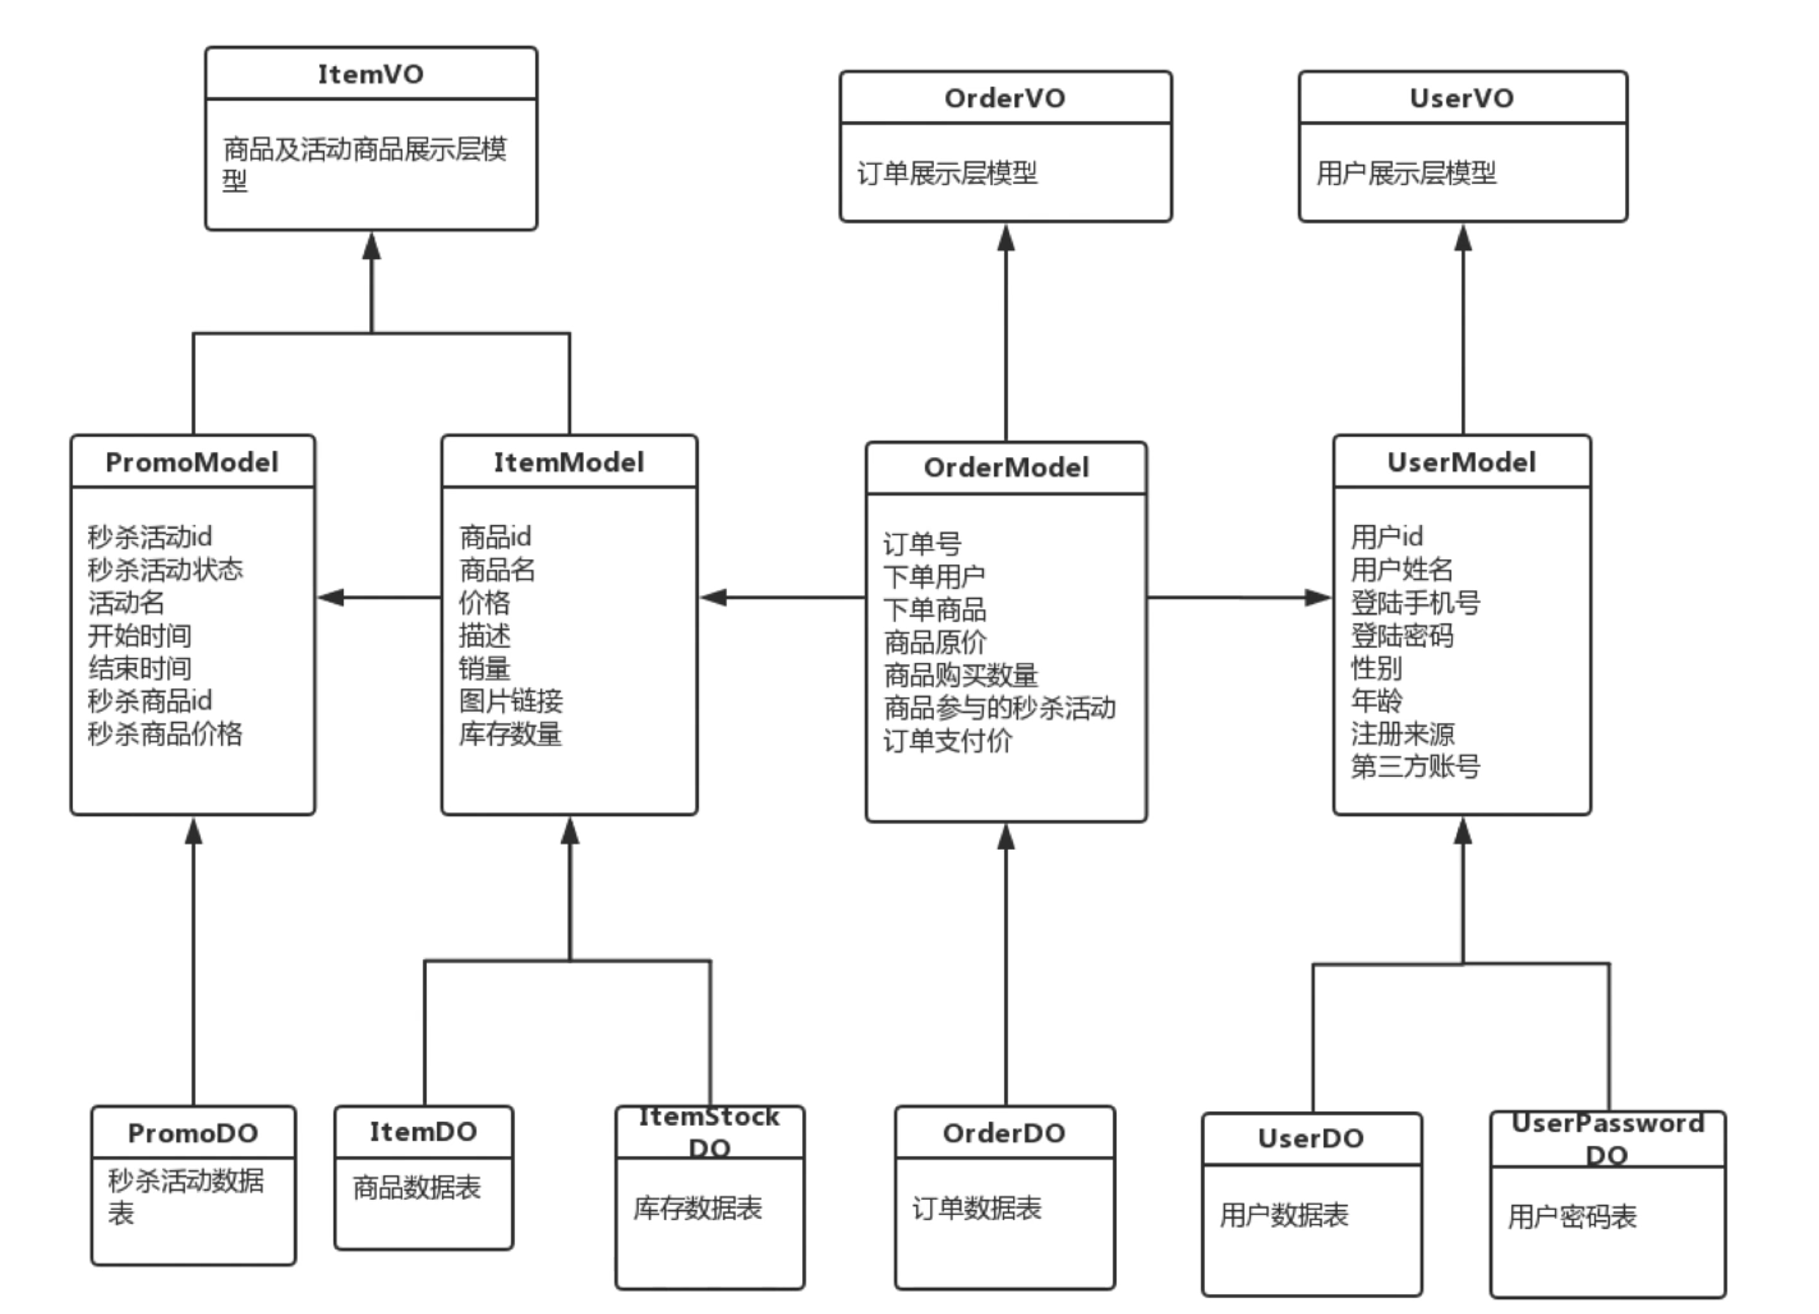 ItemVO
商品及活动商品展示层模
型
OrderVO
订单展示层模型
UserVO
用户展示层模型
PromoModel
秒杀活动id
秒杀活动状态
活动名
开始时间
结束时间
秒杀商品id
秒杀商品价格
ItemModel
商品id
商品名
价格
描述
销量
图片链接
库存数量
OrderModel
订单号
下单用户
下单商品
商品原价
商品购买数量
商品参与的秒杀活动
订单支付价
UserModel
用户id
用户姓名
登陆手机号
登陆密码
性别
年龄
注册来源
第三方账号
PromoDO
秒杀活动数据
表
ItemDO
商品数据表
ItemStock
DO
库存数据表
OrderDO
订单数据表
UserDO
用户数据表
UserPassword
DO
用户密码表